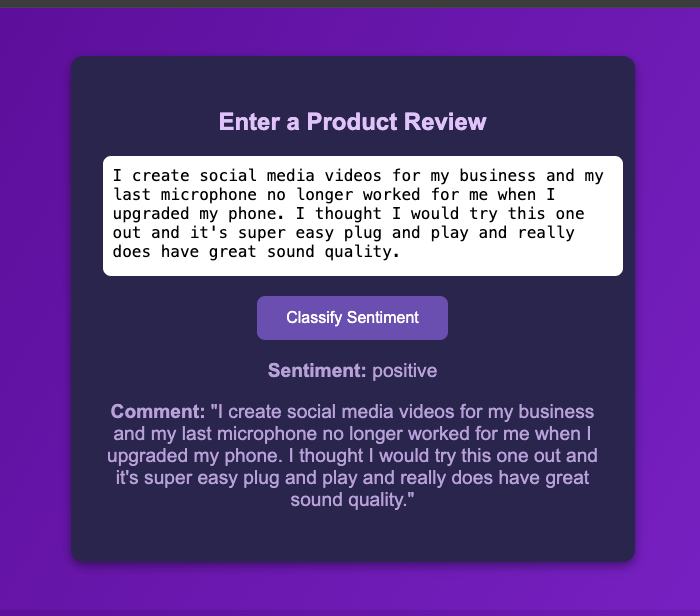 Enter a Product Review
I create social media videos for my business and my
last microphone no longer worked for me when I
upgraded my phone. I thought I would try this one
out and it's super easy plug and play and really
does have great sound quality.
Classify Sentiment
Sentiment: positive
Comment: "I create social media videos for my business
and my last microphone no longer worked for me when I
upgraded my phone. I thought I would try this one out and
it's super easy plug and play and really does have great
sound quality."